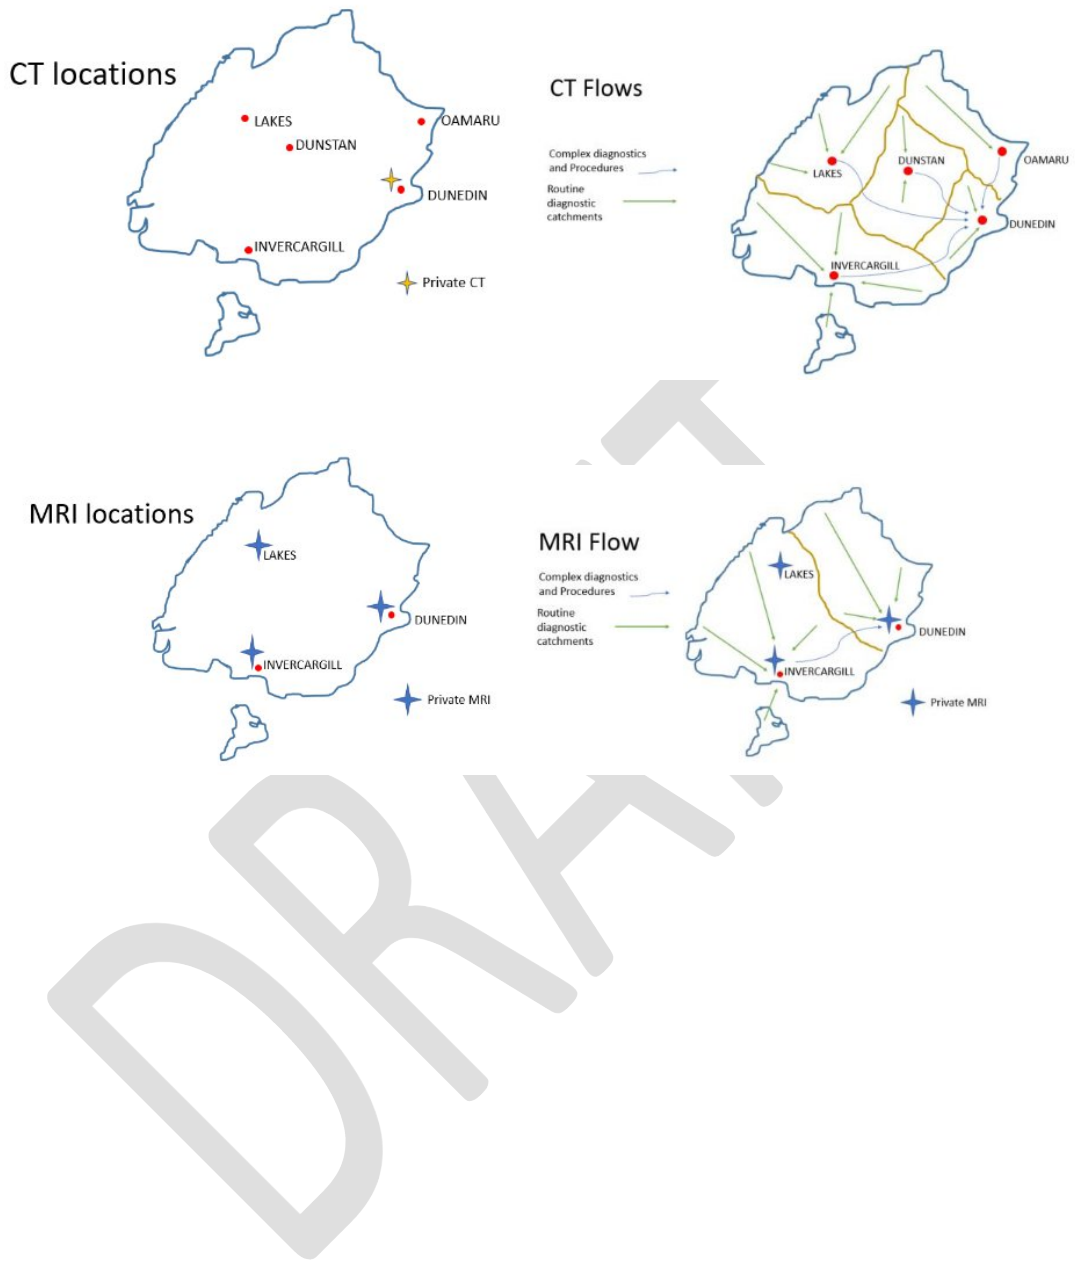 CT locations
LAKES
OAMARU
DUNSTAN
DUNEDIN
INVERCARGILL
Private CT
CT Flows
Complex diagnostics
and Procedures
Routine
diagnostic
catchments
LAKES
DUNSTAN
OAMARU
DUNEDIN
INVERCARGILL
MRI locations
LAKES
DUNEDIN
INVERCARGILL
Private MRI
MRI Flow
Complex diagnostics
and Procedures
Routine
diagnostic
catchments
LAKES
DUNEDIN
INVERCARGILL
Private MRI
DRAFT